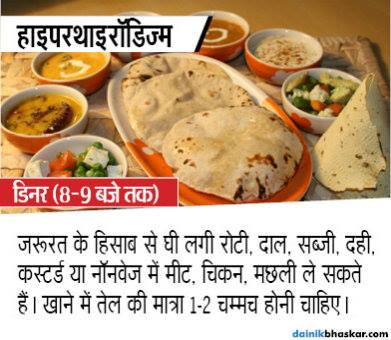 हाइपरथाइरॉडिज्म
डिनर (8-9 बजे तक)
जरूरत के हिसाब से घी लगी रोटी, दाल, सब्जी, दही,
कस्टर्ड या नॉनवेज में मीट, चिकन, मछली ले सकते
हैं। खाने में तेल की मात्रा 1-2 चम्मच होनी चाहिए।
dainikbhaskar.com